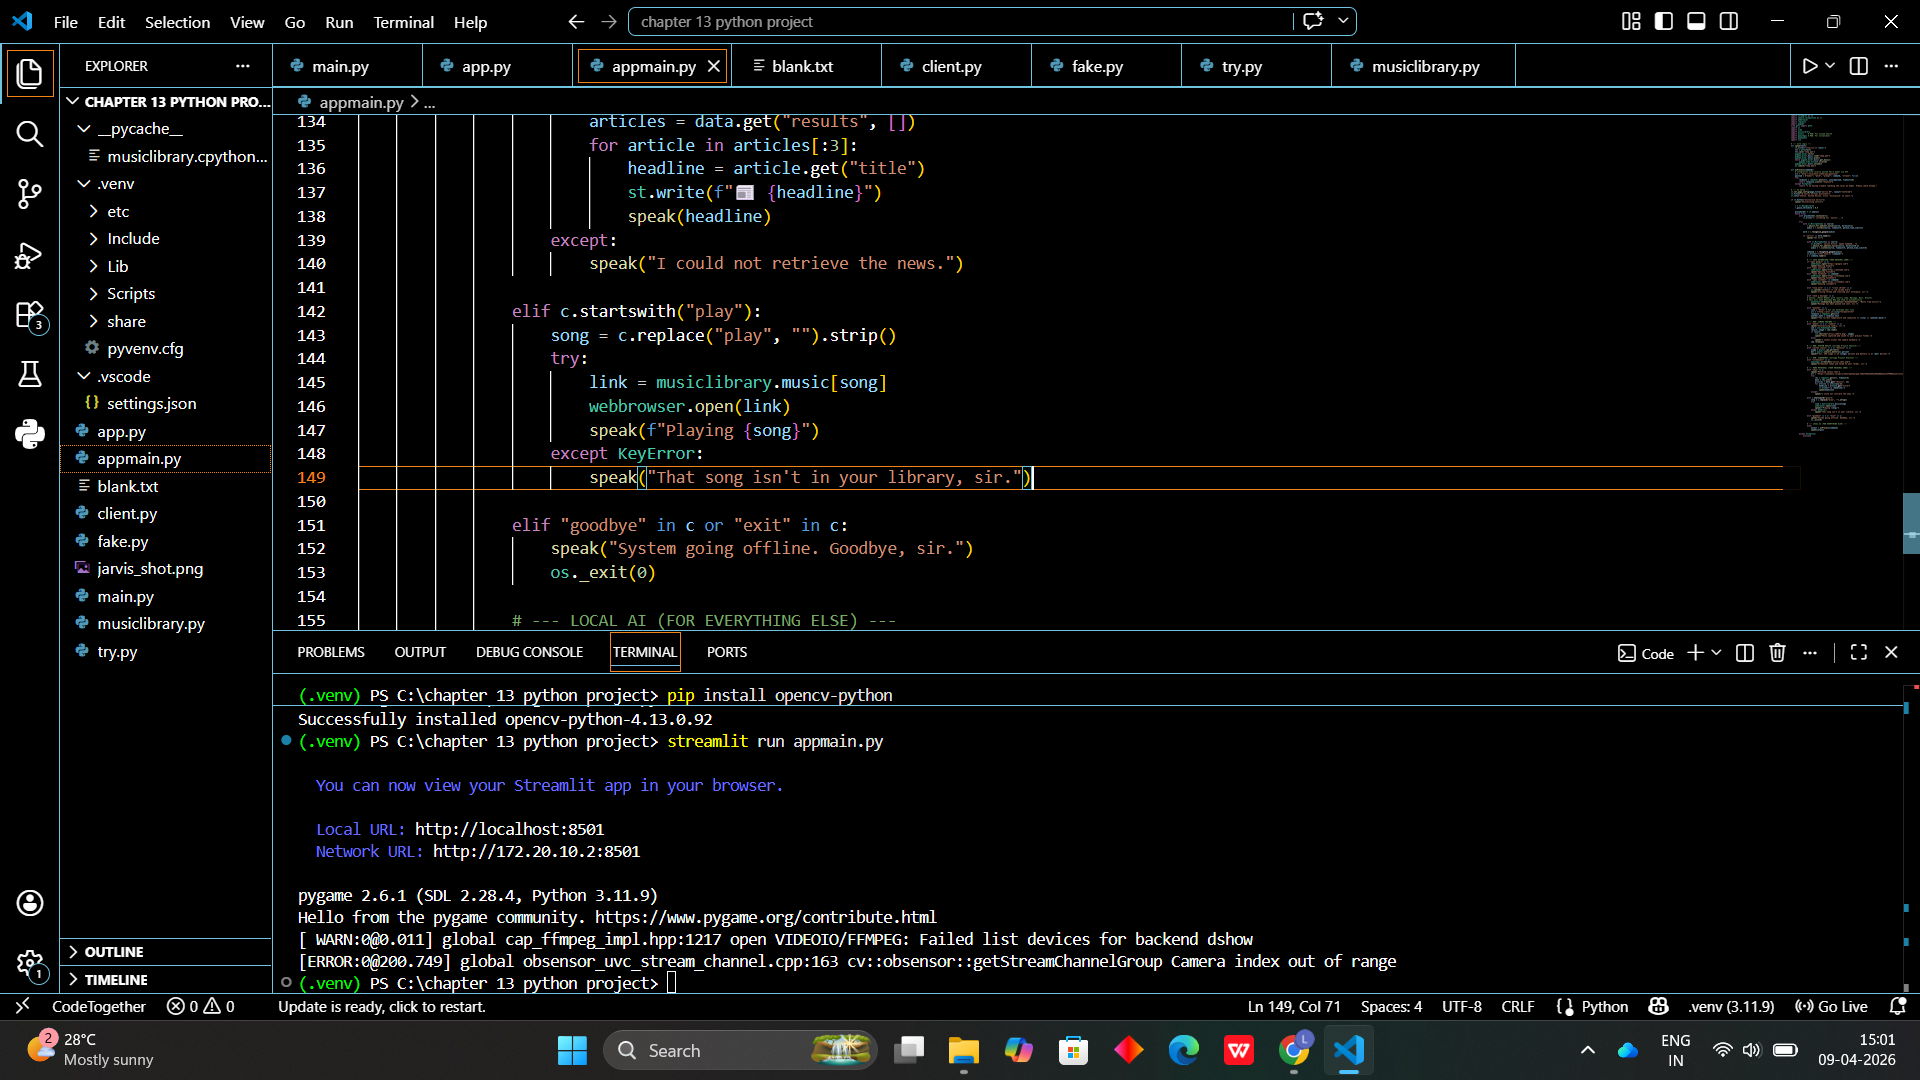 File Edit Selection View Go Run Terminal Help
chapter 13 python project
EXPLORER
main.py
app.py
appmain.py
blank.txt
client.py
fake.py
try.py
musiclibrary.py
CHAPTER 13 PYTHON PRO...
__pycache__
musiclibrary.cpython...
.venv
etc
Include
Lib
Scripts
share
pyvenv.cfg
.vscode
settings.json
app.py
appmain.py
blank.txt
client.py
fake.py
jarvis_shot.png
main.py
musiclibrary.py
try.py
OUTLINE
TIMELINE
3
1
appmain.py > ...
134 articles = data.get("results", [])
135 for article in articles[:3]:
136 headline = article.get("title")
137 st.write(f"📰 {headline}")
138 speak(headline)
139 except:
140 speak("I could not retrieve the news.")
141
142 elif c.startswith("play"):
143 song = c.replace("play", "").strip()
144 try:
145 link = musiclibrary.music[song]
146 webbrowser.open(link)
147 speak(f"Playing {song}")
148 except KeyError:
149 speak("That song isn't in your library, sir.")
150
151 elif "goodbye" in c or "exit" in c:
152 speak("System going offline. Goodbye, sir.")
153 os._exit(0)
154
155 # --- LOCAL AI (FOR EVERYTHING ELSE) ---
PROBLEMS OUTPUT DEBUG CONSOLE TERMINAL PORTS
Code
(.venv) PS C:\chapter 13 python project> pip install opencv-python
Successfully installed opencv-python-4.13.0.92
(.venv) PS C:\chapter 13 python project> streamlit run appmain.py
You can now view your Streamlit app in your browser.
Local URL: http://localhost:8501
Network URL: http://172.20.10.2:8501
pygame 2.6.1 (SDL 2.28.4, Python 3.11.9)
Hello from the pygame community. https://www.pygame.org/contribute.html
[ WARN:0@0.011] global cap_ffmpeg_impl.hpp:1217 open VIDEOIO/FFMPEG: Failed list devices for backend dshow
[ERROR:0@200.749] global obsensor_uvc_stream_channel.cpp:163 cv::obsensor::getStreamChannelGroup Camera index out of range
(.venv) PS C:\chapter 13 python project>
CodeTogether 0 0 Update is ready, click to restart. Ln 149, Col 71 Spaces: 4 UTF-8 CRLF Python .venv (3.11.9) Go Live
2
28°C
Mostly sunny
Search
L
W
ENG
IN
15:01
09-04-2026